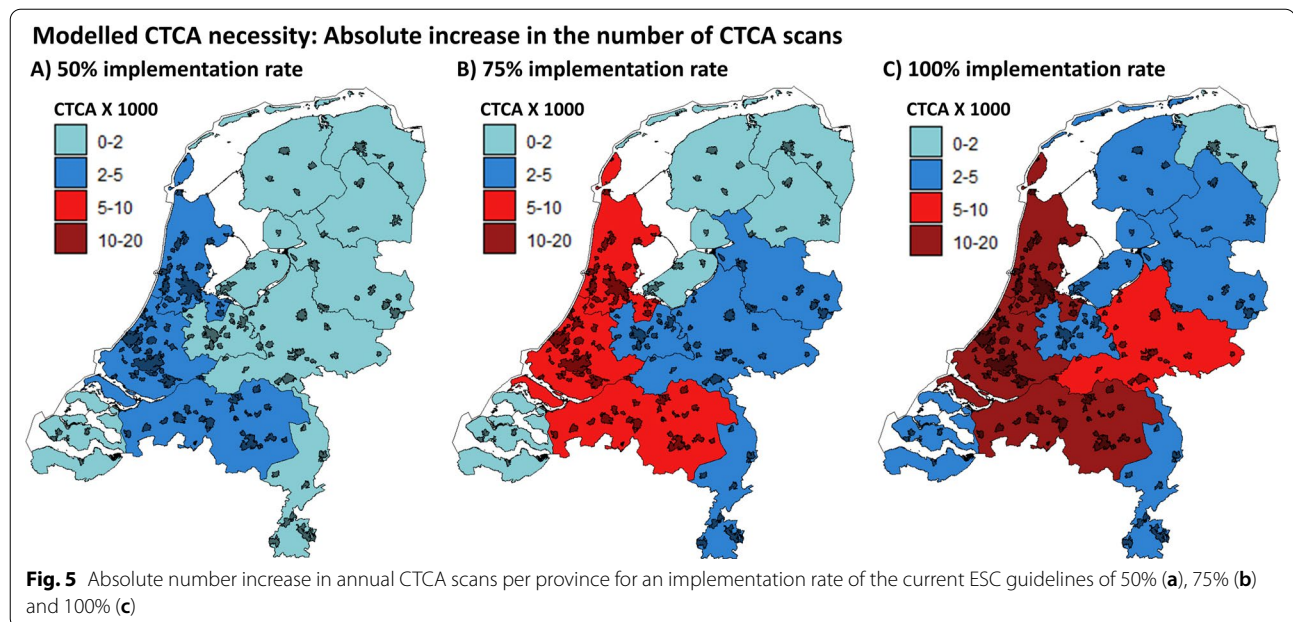 Modelled CTCA necessity: Absolute increase in the number of CTCA scans
A) 50% implementation rate
CTCA X 1000
0-2
2-5
5-10
10-20
B) 75% implementation rate
CTCA X 1000
0-2
2-5
5-10
10-20
C) 100% implementation rate
CTCA X 1000
0-2
2-5
5-10
10-20
Fig. 5 Absolute number increase in annual CTCA scans per province for an implementation rate of the current ESC guidelines of 50% (a), 75% (b)
and 100% (c)